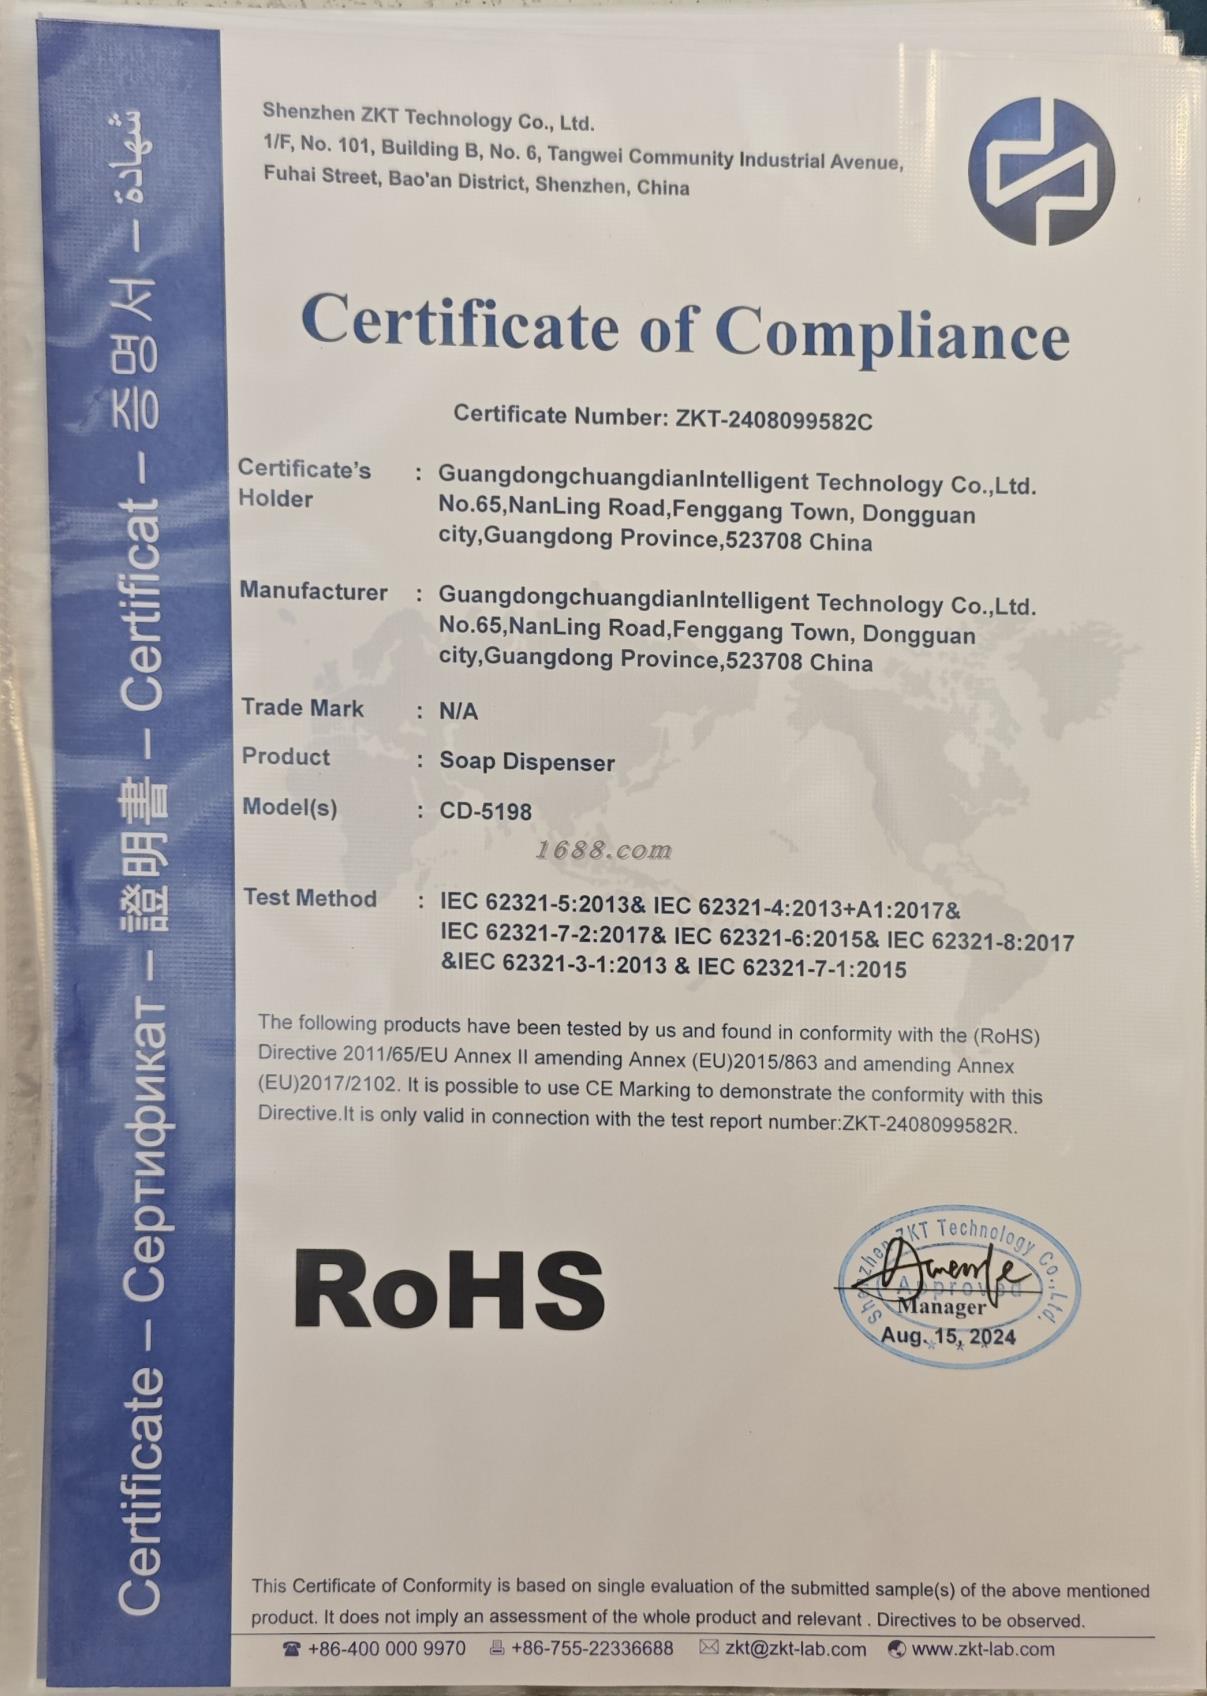 Shenzhen ZKT Technology Co., Ltd.
1/F, No. 101, Building B, No. 6, Tangwei Community Industrial Avenue,
Fuhai Street, Bao'an District, Shenzhen, China
Certificate of Compliance
Certificate Number: ZKT-2408099582C
Certificate's Holder : GuangdongchuangdianIntelligent Technology Co.,Ltd.
No.65,NanLing Road,Fenggang Town, Dongguan
city,Guangdong Province,523708 China
Manufacturer : GuangdongchuangdianIntelligent Technology Co.,Ltd.
No.65,NanLing Road,Fenggang Town, Dongguan
city,Guangdong Province,523708 China
Trade Mark : N/A
Product : Soap Dispenser
Model(s) : CD-5198
1688.com
Test Method : IEC 62321-5:2013& IEC 62321-4:2013+A1:2017&
IEC 62321-7-2:2017& IEC 62321-6:2015& IEC 62321-8:2017
&IEC 62321-3-1:2013 & IEC 62321-7-1:2015
The following products have been tested by us and found in conformity with the (RoHS)
Directive 2011/65/EU Annex II amending Annex (EU)2015/863 and amending Annex
(EU)2017/2102. It is possible to use CE Marking to demonstrate the conformity with this
Directive.It is only valid in connection with the test report number:ZKT-2408099582R.
RoHS
Shenzhen ZKT Technology Co.,Ltd.
Approved
Manager
Aug. 15, 2024
This Certificate of Conformity is based on single evaluation of the submitted sample(s) of the above mentioned
product. It does not imply an assessment of the whole product and relevant . Directives to be observed.
+86-400 000 9970 +86-755-22336688 zkt@zkt-lab.com www.zkt-lab.com
Certificate – Сертификат – 證明書 – Certificat – 증명서 – شهادة